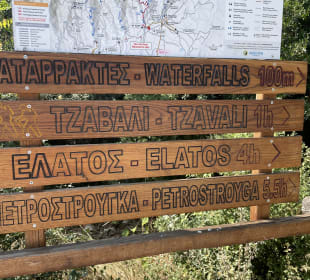 ΑΤΑΡΡΑΚΤΕΣ - WATERFALLS 100m
ΤΖΑΒΑΛΙ - TZAVALI 1h
ΕΛΑΤΟΣ - ELATOS 4h
ΕΤΡΟΣΤΡΟΥΓΚΑ - PETROSTROYGA 5,5h